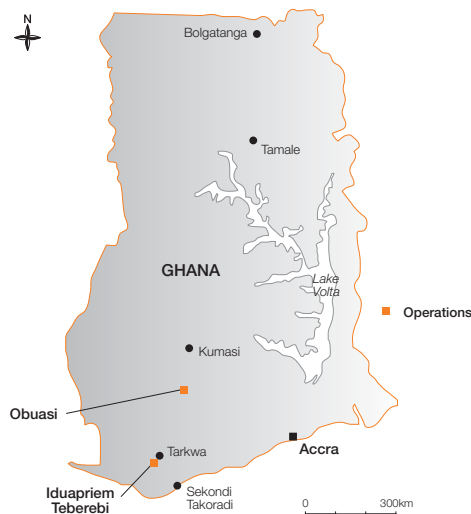 N
Bolgatanga
Tamale
GHANA
Lake
Volta
Operations
Kumasi
Obuasi
Accra
Tarkwa
Iduapriem
Teberebi
Sekondi
Takoradi
0 300km